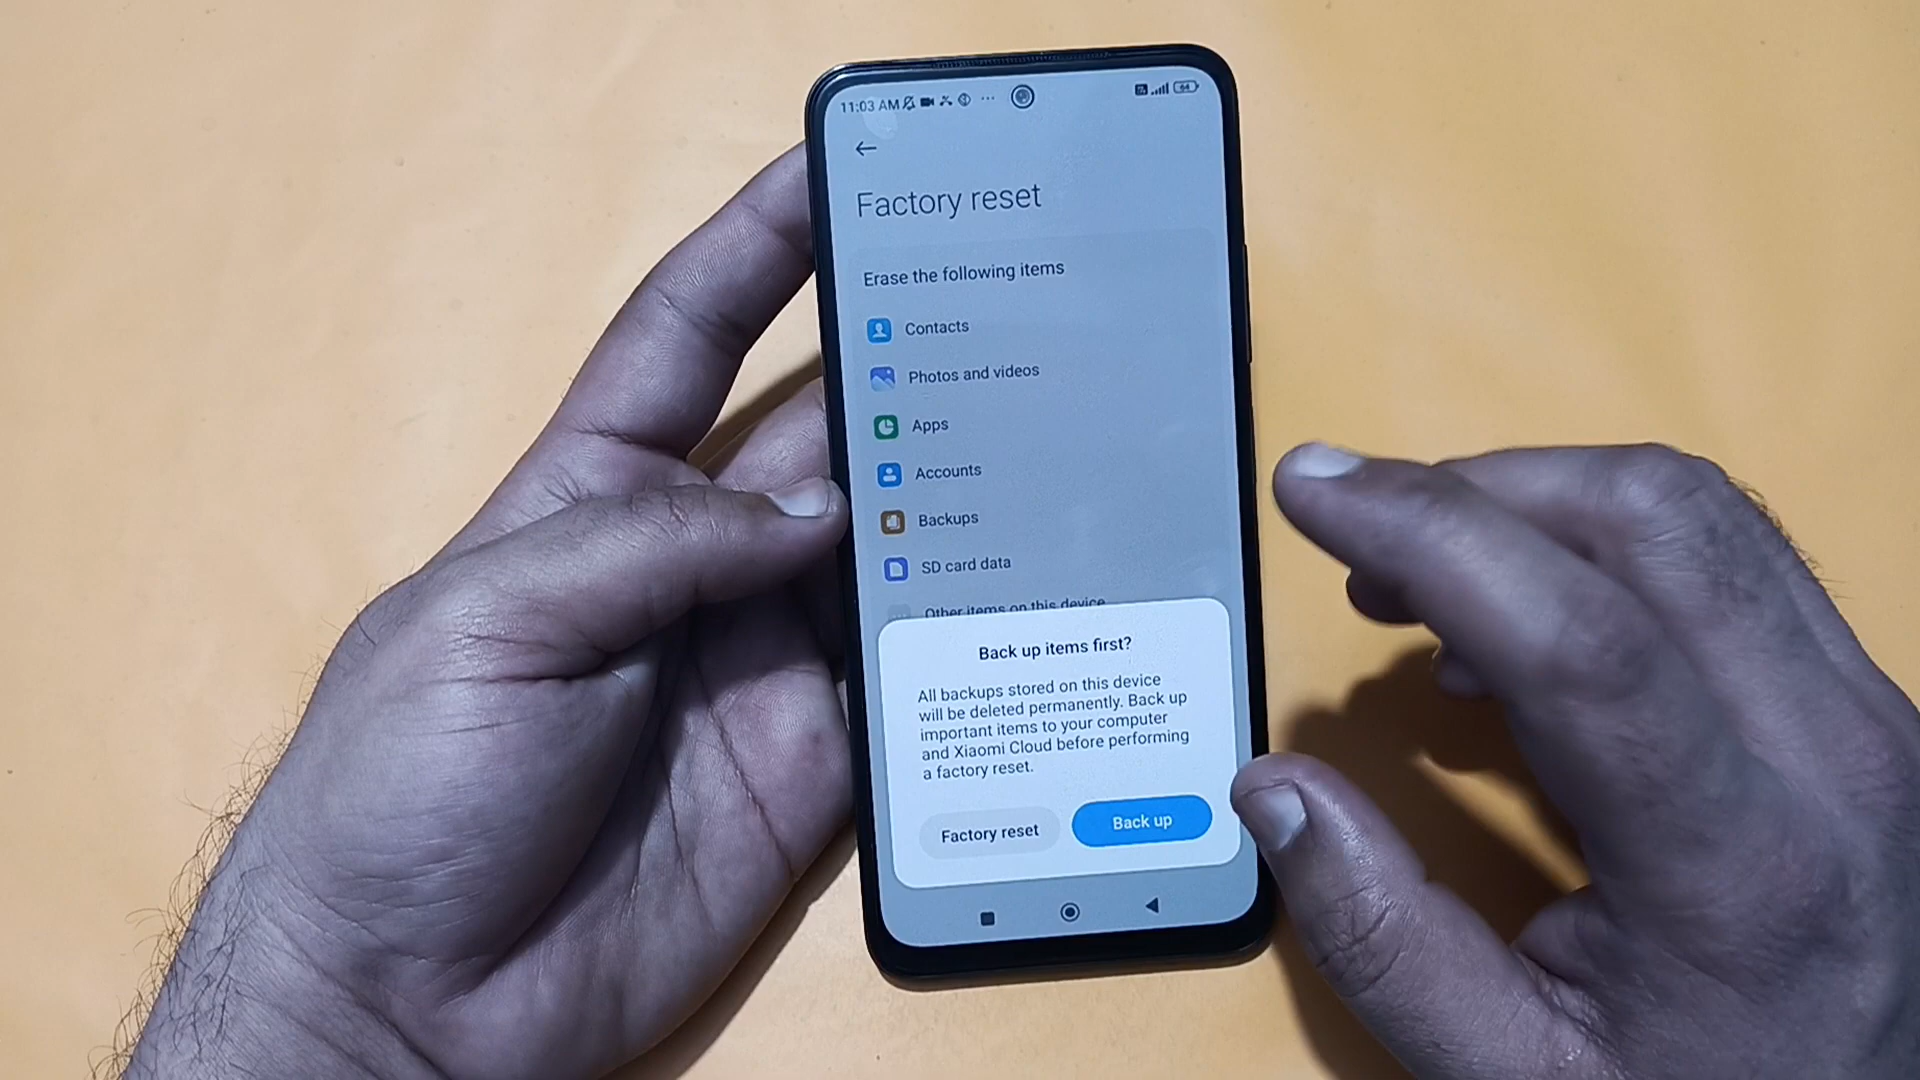 11:03 AM
64
Factory reset
Erase the following items
Contacts
Photos and videos
Apps
Accounts
Backups
SD card data
Other items on this device
Back up items first?
All backups stored on this device
will be deleted permanently. Back up
important items to your computer
and Xiaomi Cloud before performing
a factory reset.
Factory reset
Back up